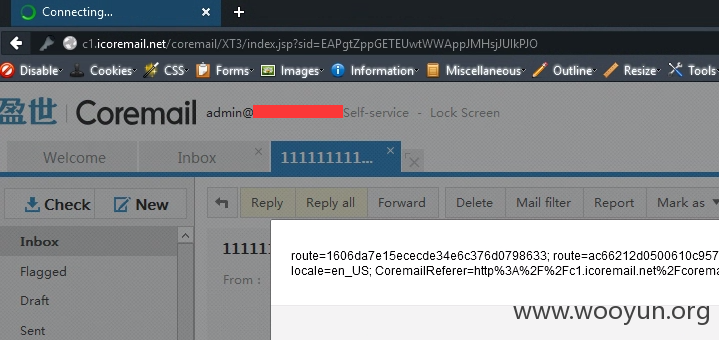 Connecting...
c1.icoremail.net/coremail/XT3/index.jsp?sid=EAPgtZppGETEUwtWWAppJMHsjJUlkPJO
Disable Cookies CSS Forms Images Information Miscellaneous Outline Resize Tools
盈世 Coremail admin@ Self-service - Lock Screen
Welcome Inbox 111111111...
Check New Reply Reply all Forward Delete Mail filter Report Mark as
Inbox
Flagged
Draft
Sent
11111
From :
route=1606da7e15ececde34e6c376d0798633; route=ac66212d0500610c957
locale=en_US; CoremailReferer=http%3A%2F%2Fc1.icoremail.net%2Fcorema
www.wooyun.org